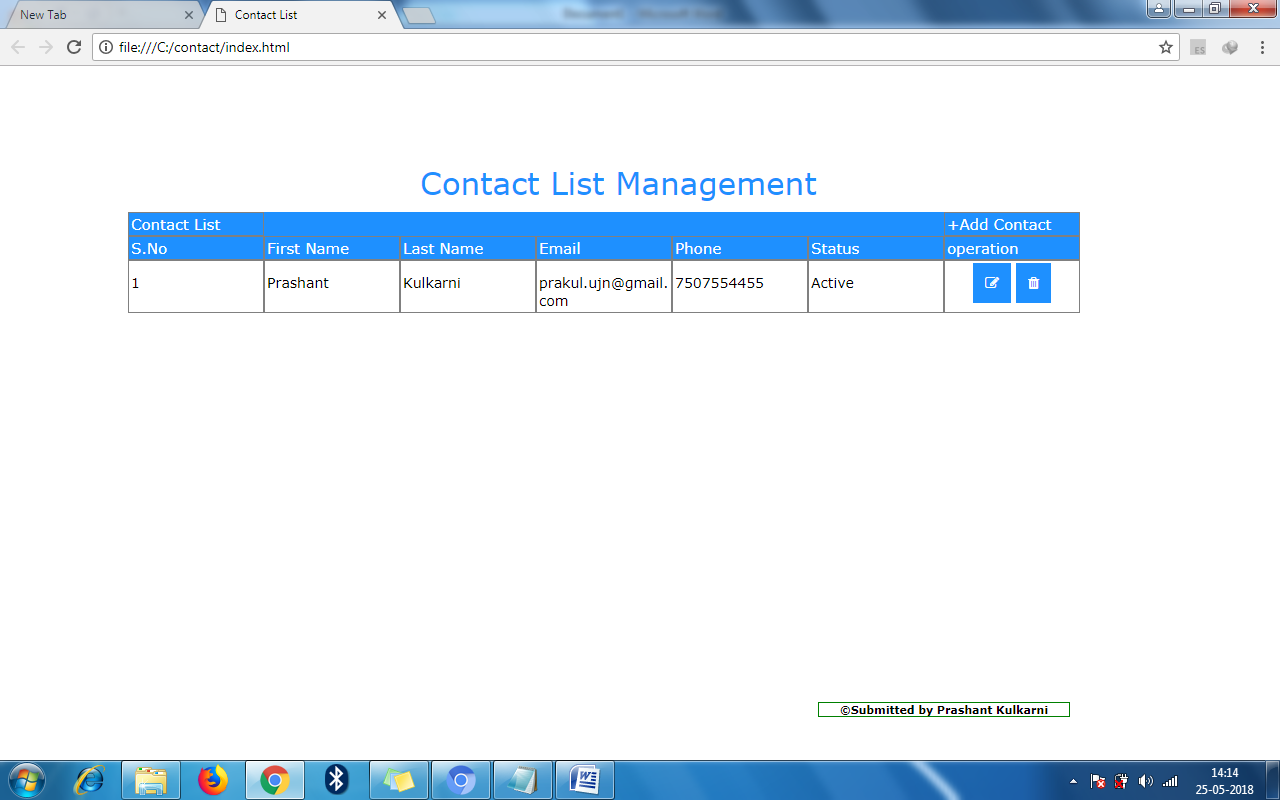 New Tab
Contact List
file:///C:/contact/index.html
ES
Contact List Management
Contact List +Add Contact
S.No First Name Last Name Email Phone Status operation
1 Prashant Kulkarni prakul.ujn@gmail. 7507554455 Active
com
©Submitted by Prashant Kulkarni
14:14
25-05-2018